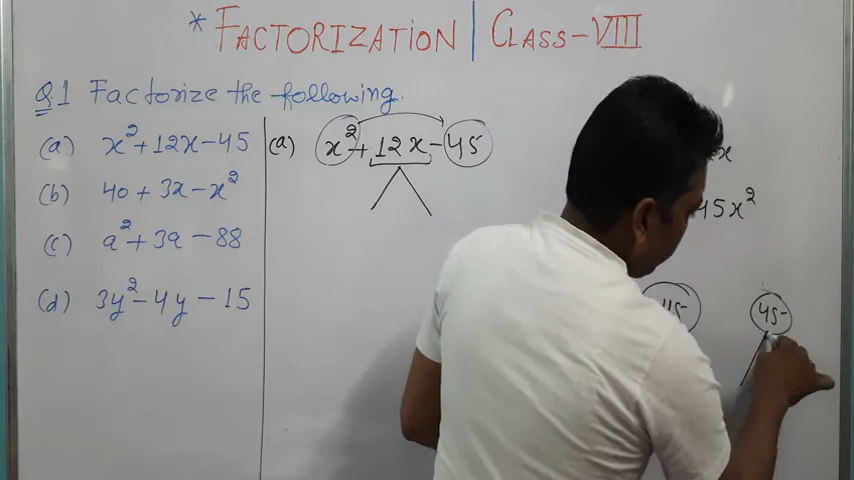 * FACTORIZATION | CLASS-VIII
Q.1 Factorize the following.
(a) x²+12x-45
(b) 40+3x-x²
(c) a²+3a-88
(d) 3y²-4y-15
(a) x²+12x-45
x
45x²
45
45